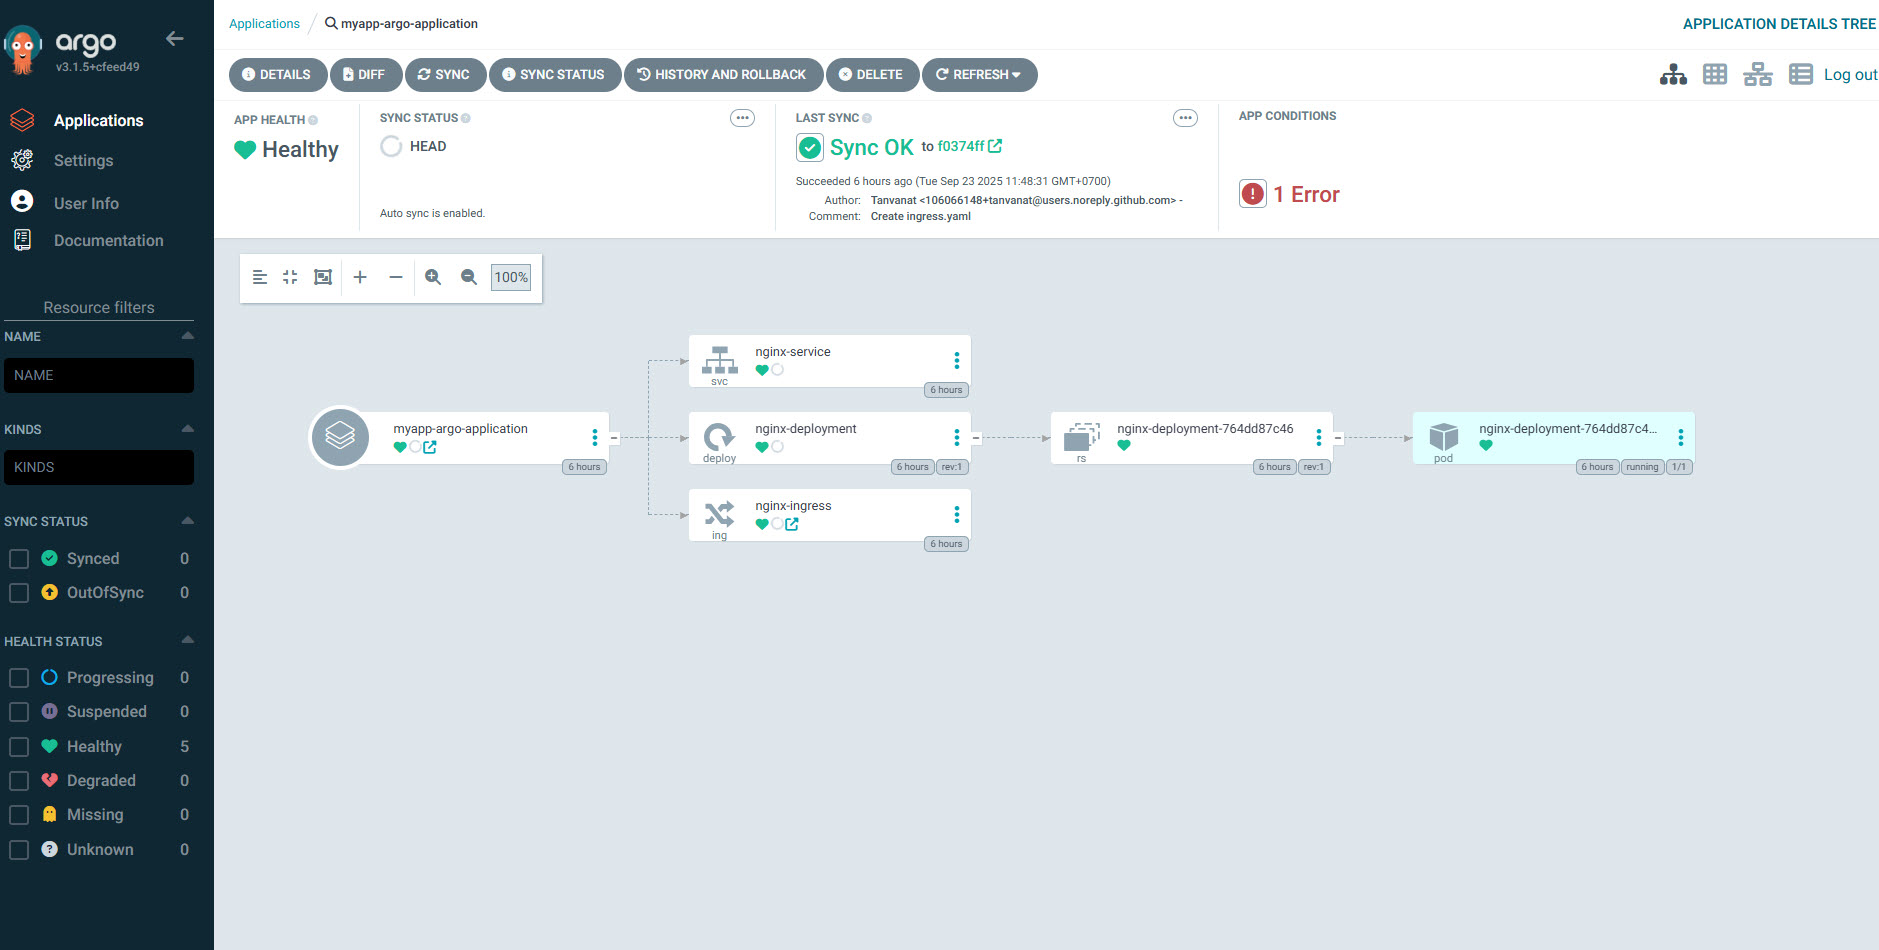 argo
v3.1.5+cfeed49
Applications
Settings
User Info
Documentation
Resource filters
NAME
NAME
KINDS
KINDS
SYNC STATUS
Synced 0
OutOfSync 0
HEALTH STATUS
Progressing 0
Suspended 0
Healthy 5
Degraded 0
Missing 0
Unknown 0
Applications / myapp-argo-application
APPLICATION DETAILS TREE
DETAILS DIFF SYNC SYNC STATUS HISTORY AND ROLLBACK DELETE REFRESH
Log out
APP HEALTH
Healthy
SYNC STATUS
HEAD
Auto sync is enabled.
LAST SYNC
Sync OK to f0374ff
Succeeded 6 hours ago (Tue Sep 23 2025 11:48:31 GMT+0700)
Author: Tanvanat <106066148+tanvanat@users.noreply.github.com> -
Comment: Create ingress.yaml
APP CONDITIONS
1 Error
100%
myapp-argo-application
6 hours
nginx-service
svc
6 hours
nginx-deployment
deploy
6 hours rev:1
nginx-ingress
ing
6 hours
nginx-deployment-764dd87c46
rs
6 hours rev:1
nginx-deployment-764dd87c4...
pod
6 hours running 1/1